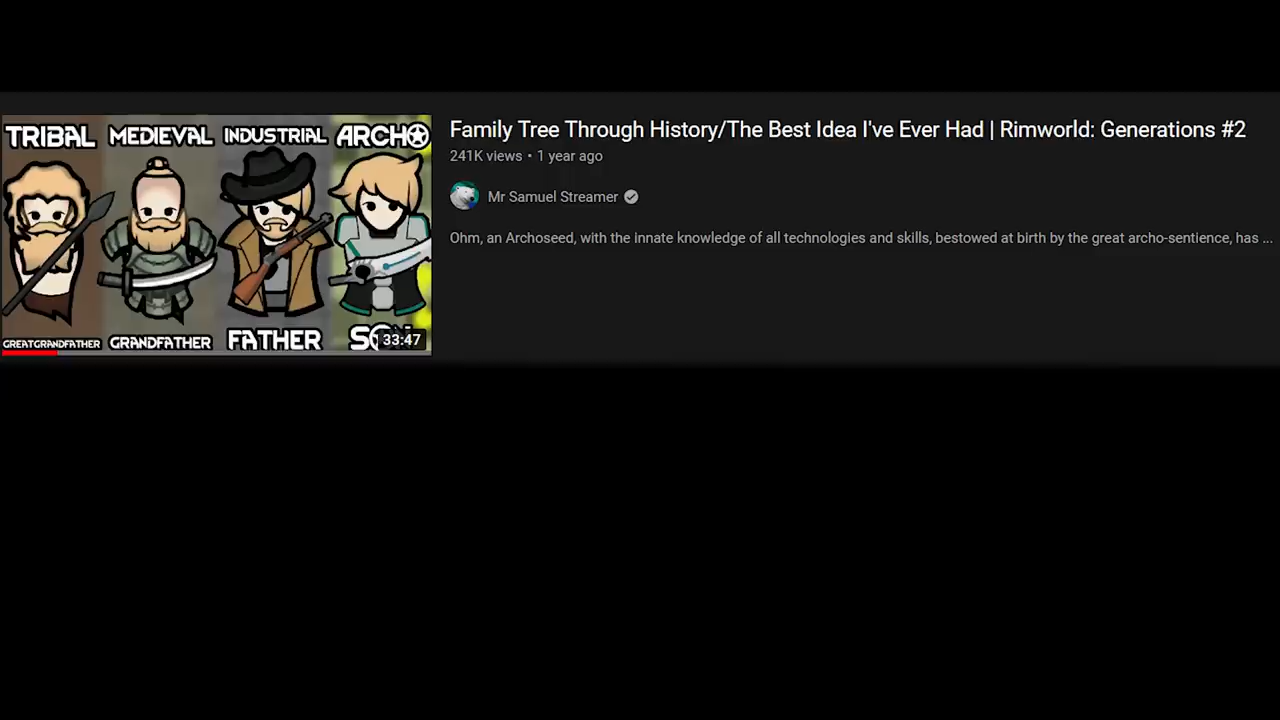 TRIBAL MEDIEVAL INDUSTRIAL ARCHO
GREATGRANDFATHER GRANDFATHER FATHER
33:47
Family Tree Through History/The Best Idea I've Ever Had | Rimworld: Generations #2
241K views • 1 year ago
Mr Samuel Streamer
Ohm, an Archoseed, with the innate knowledge of all technologies and skills, bestowed at birth by the great archo-sentience, has ...